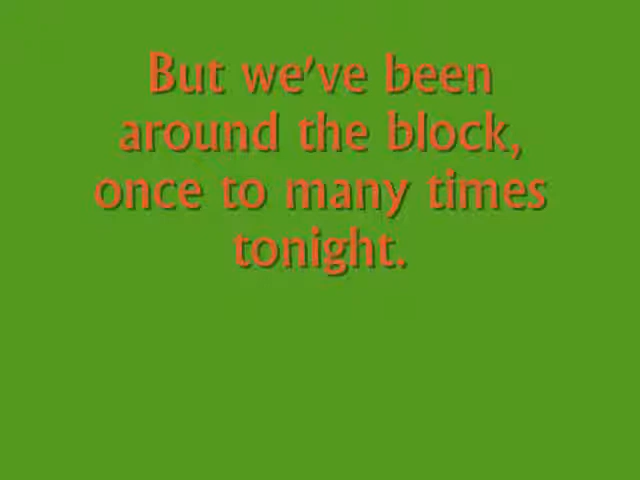 But we've been
around the block,
once to many times
tonight.